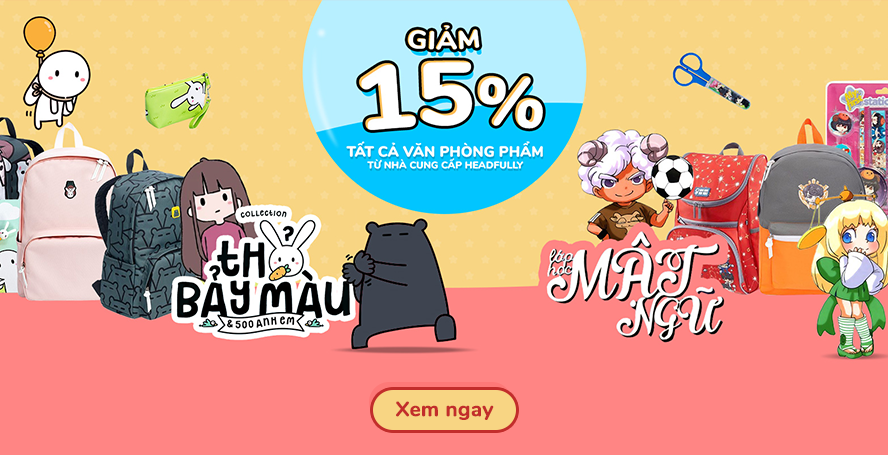 GIẢM
15%
TẤT CẢ VĂN PHÒNG PHẨM
TỪ NHÀ CUNG CẤP HEADFULLY
COLLECTION
thỏ
BẢY MÀU
& 500 ANH EM
lớp học
MẬT
NGỮ
Xem ngay